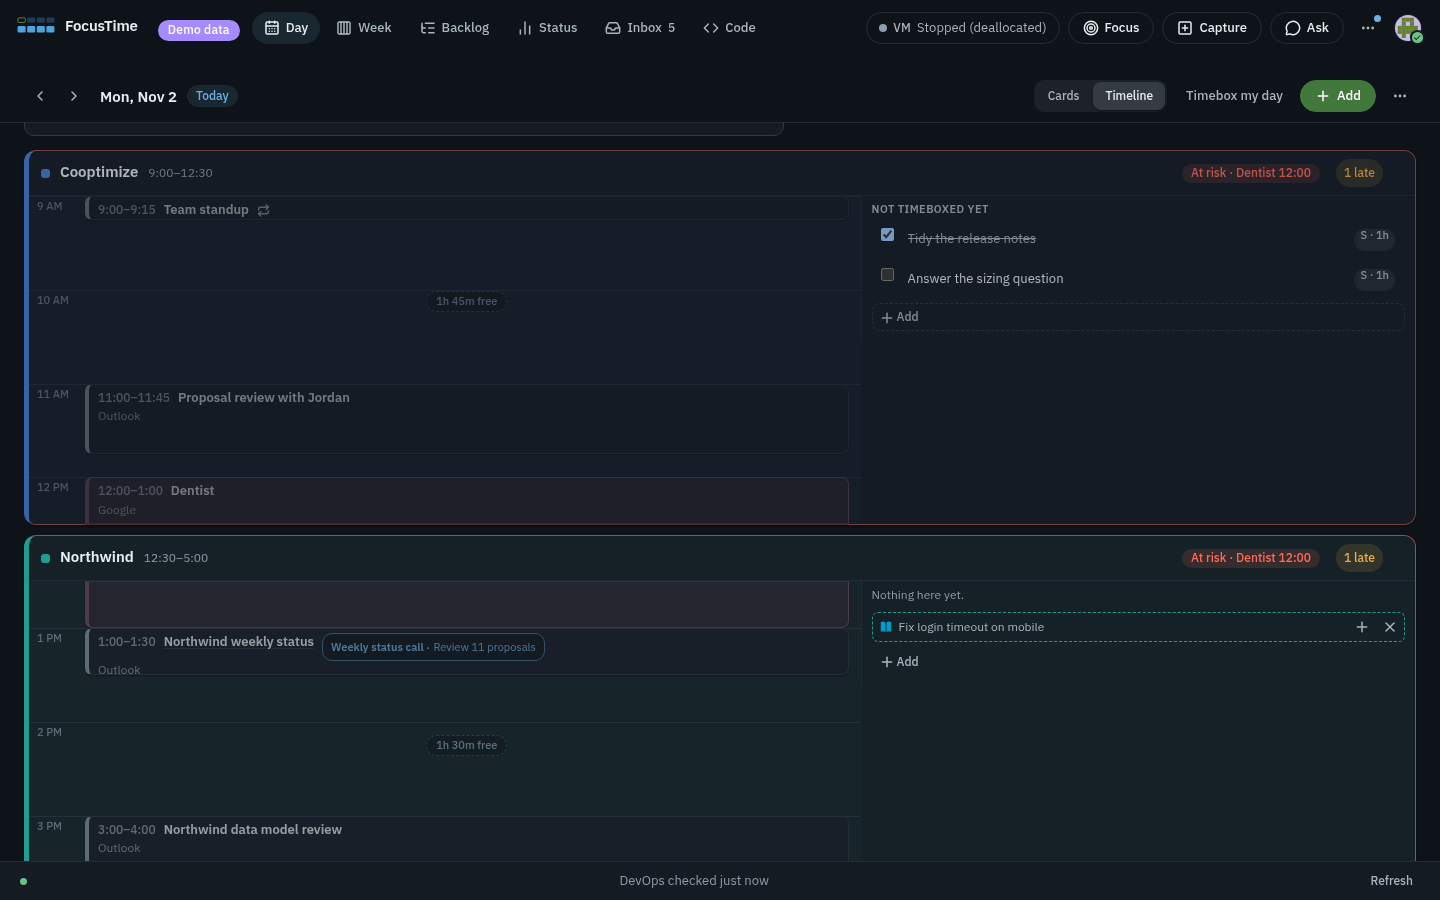 FocusTime
Demo data
Day
Week
Backlog
Status
Inbox 5
Code
VM Stopped (deallocated)
Focus
Capture
Ask
Mon, Nov 2
Today
Cards
Timeline
Timebox my day
Add
Cooptimize 9:00–12:30
At risk · Dentist 12:00
1 late
9 AM
9:00–9:15 Team standup
10 AM
1h 45m free
11 AM
11:00–11:45 Proposal review with Jordan
Outlook
12 PM
12:00–1:00 Dentist
Google
NOT TIMEBOXED YET
Tidy the release notes
S · 1h
Answer the sizing question
S · 1h
Add
Northwind 12:30–5:00
At risk · Dentist 12:00
1 late
1 PM
1:00–1:30 Northwind weekly status
Weekly status call · Review 11 proposals
Outlook
2 PM
1h 30m free
3 PM
3:00–4:00 Northwind data model review
Outlook
Nothing here yet.
Fix login timeout on mobile
Add
DevOps checked just now
Refresh